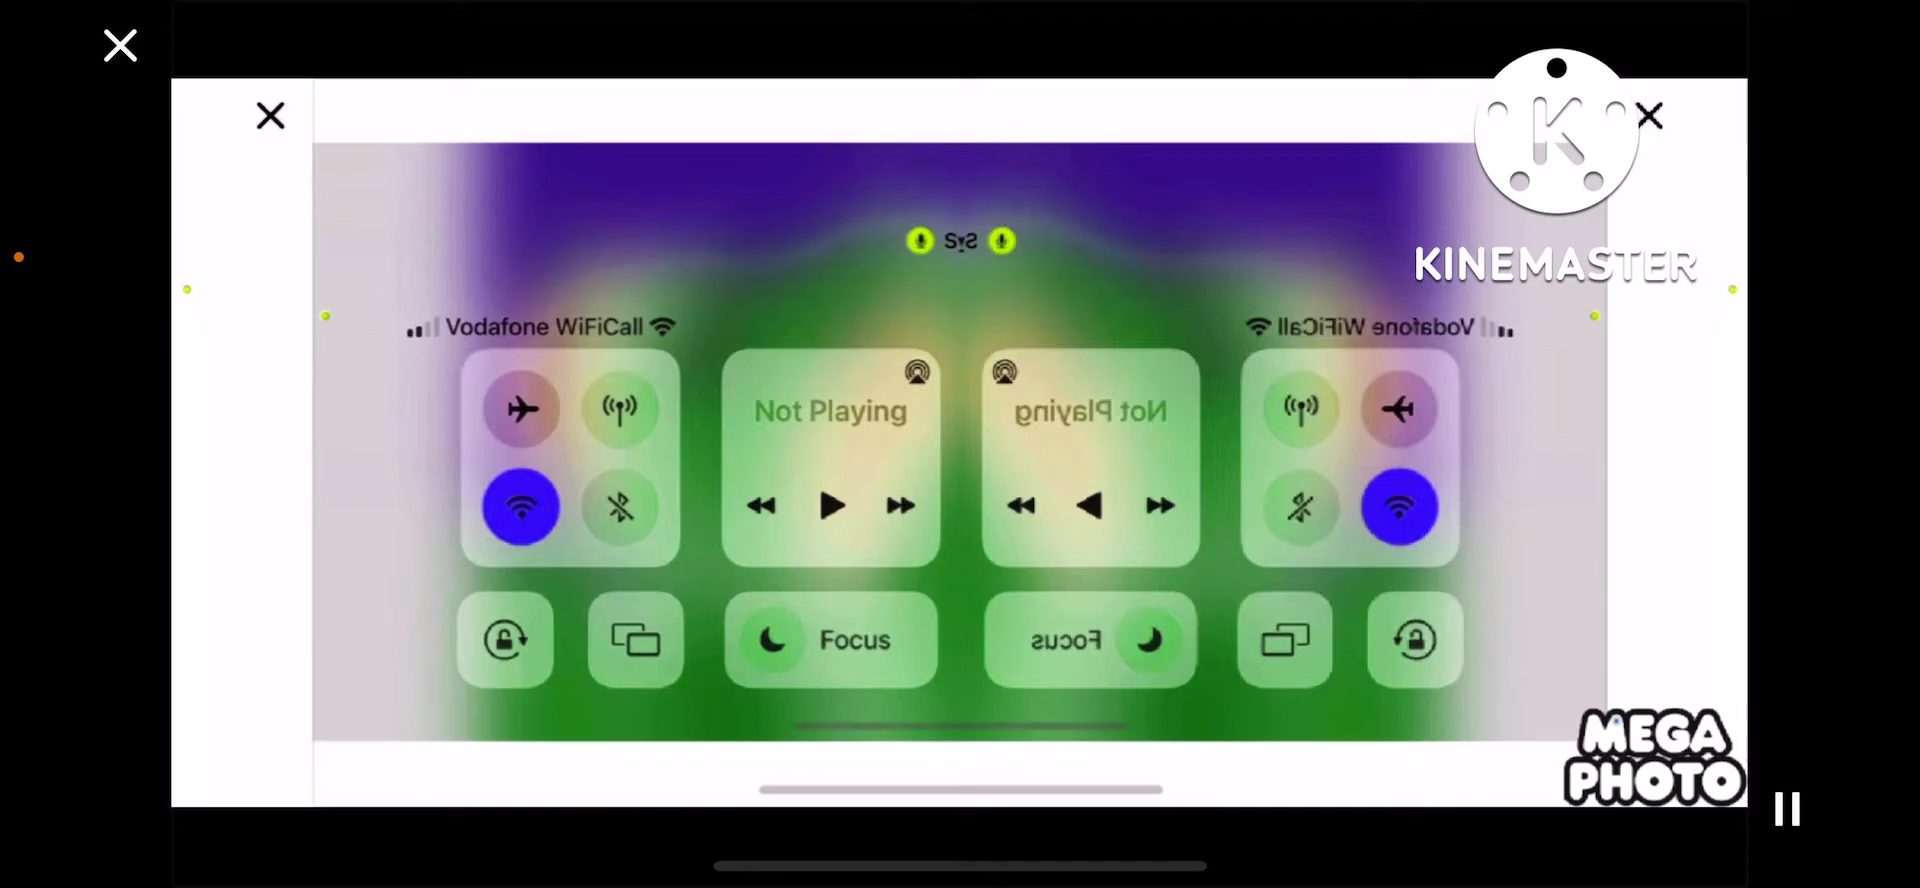 SYS
KINEMASTER
Vodafone WiFiCall
Vodafone WiFiCall
Not Playing
Not Playing
Focus
Focus
MEGA
PHOTO